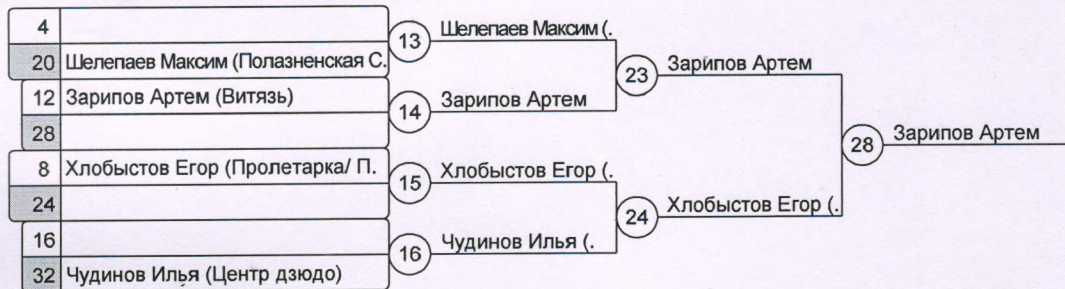 4
13 Шелепаев Максим (.
20 Шелепаев Максим (Полазненская С.
23 Зарипов Артем
12 Зарипов Артем (Витязь)
14 Зарипов Артем
28
28 Зарипов Артем
8 Хлобыстов Егор (Пролетарка/ П.
15 Хлобыстов Егор (.
24
24 Хлобыстов Егор (.
16
16 Чудинов Илья (.
32 Чудинов Илья (Центр дзюдо)